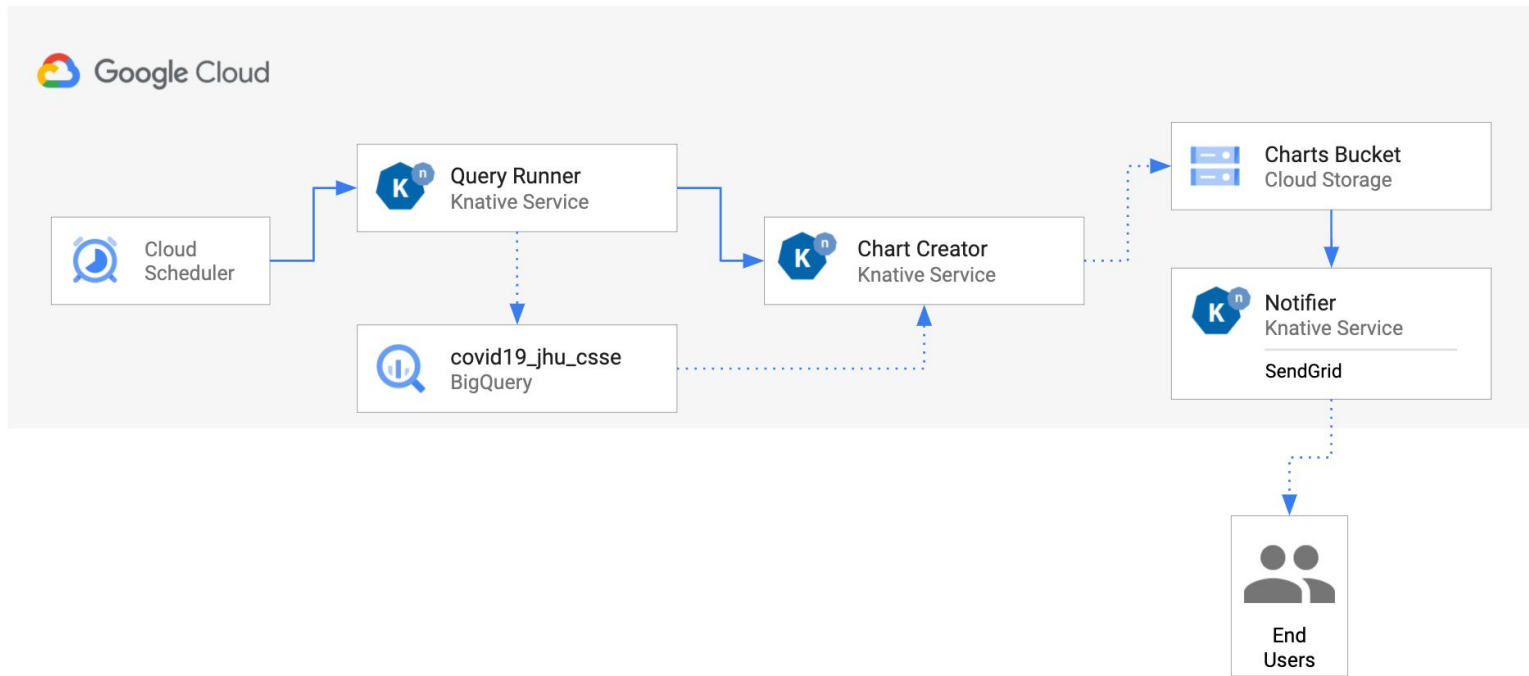 Google Cloud
Cloud
Scheduler
K n
Query Runner
Knative Service
covid19_jhu_csse
BigQuery
K n
Chart Creator
Knative Service
Charts Bucket
Cloud Storage
K n
Notifier
Knative Service
SendGrid
End
Users